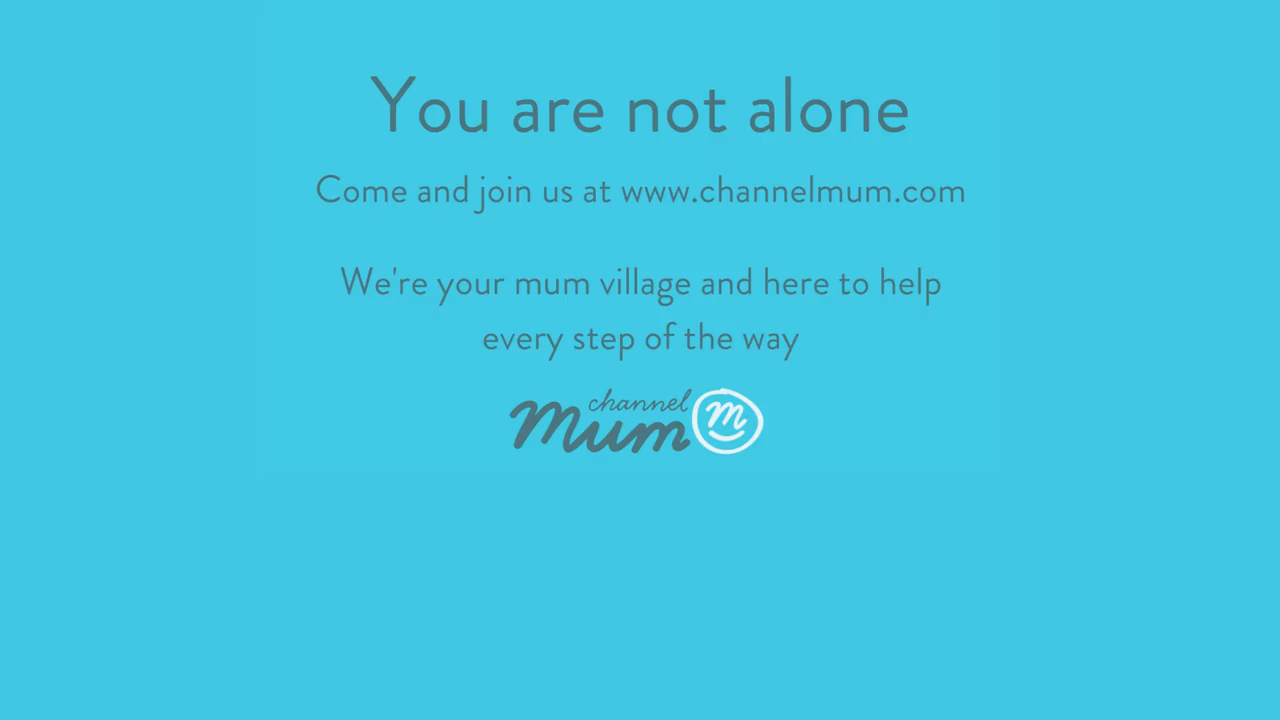 You are not alone
Come and join us at www.channelmum.com
We're your mum village and here to help
every step of the way
channel
mum m